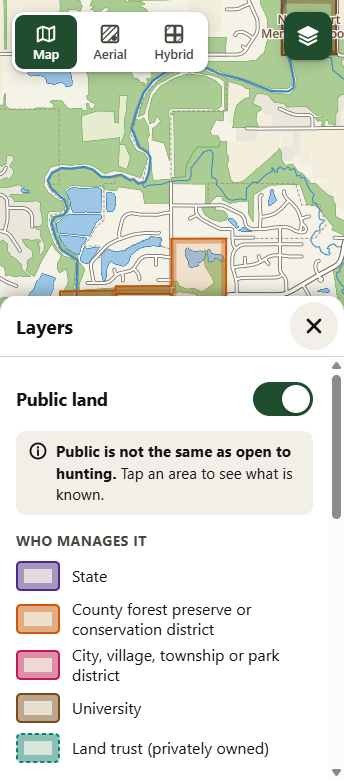 Map
Aerial
Hybrid
Layers
Public land
Public is not the same as open to
hunting. Tap an area to see what is
known.
WHO MANAGES IT
State
County forest preserve or
conservation district
City, village, township or park
district
University
Land trust (privately owned)